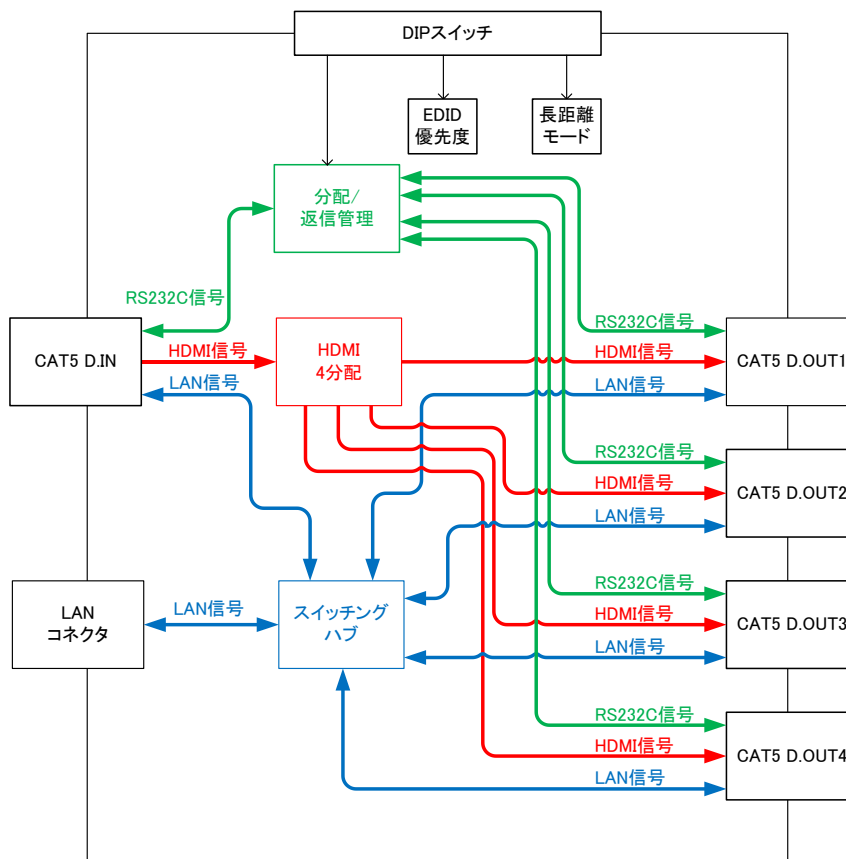 DIPスイッチ
EDID
優先度
長距離
モード
分配/
返信管理
RS232C信号
CAT5 D.IN
HDMI信号
LAN信号
HDMI
4分配
RS232C信号
HDMI信号
LAN信号
CAT5 D.OUT1
RS232C信号
HDMI信号
LAN信号
CAT5 D.OUT2
LAN
コネクタ
LAN信号
スイッチング
ハブ
RS232C信号
HDMI信号
LAN信号
CAT5 D.OUT3
RS232C信号
HDMI信号
LAN信号
CAT5 D.OUT4